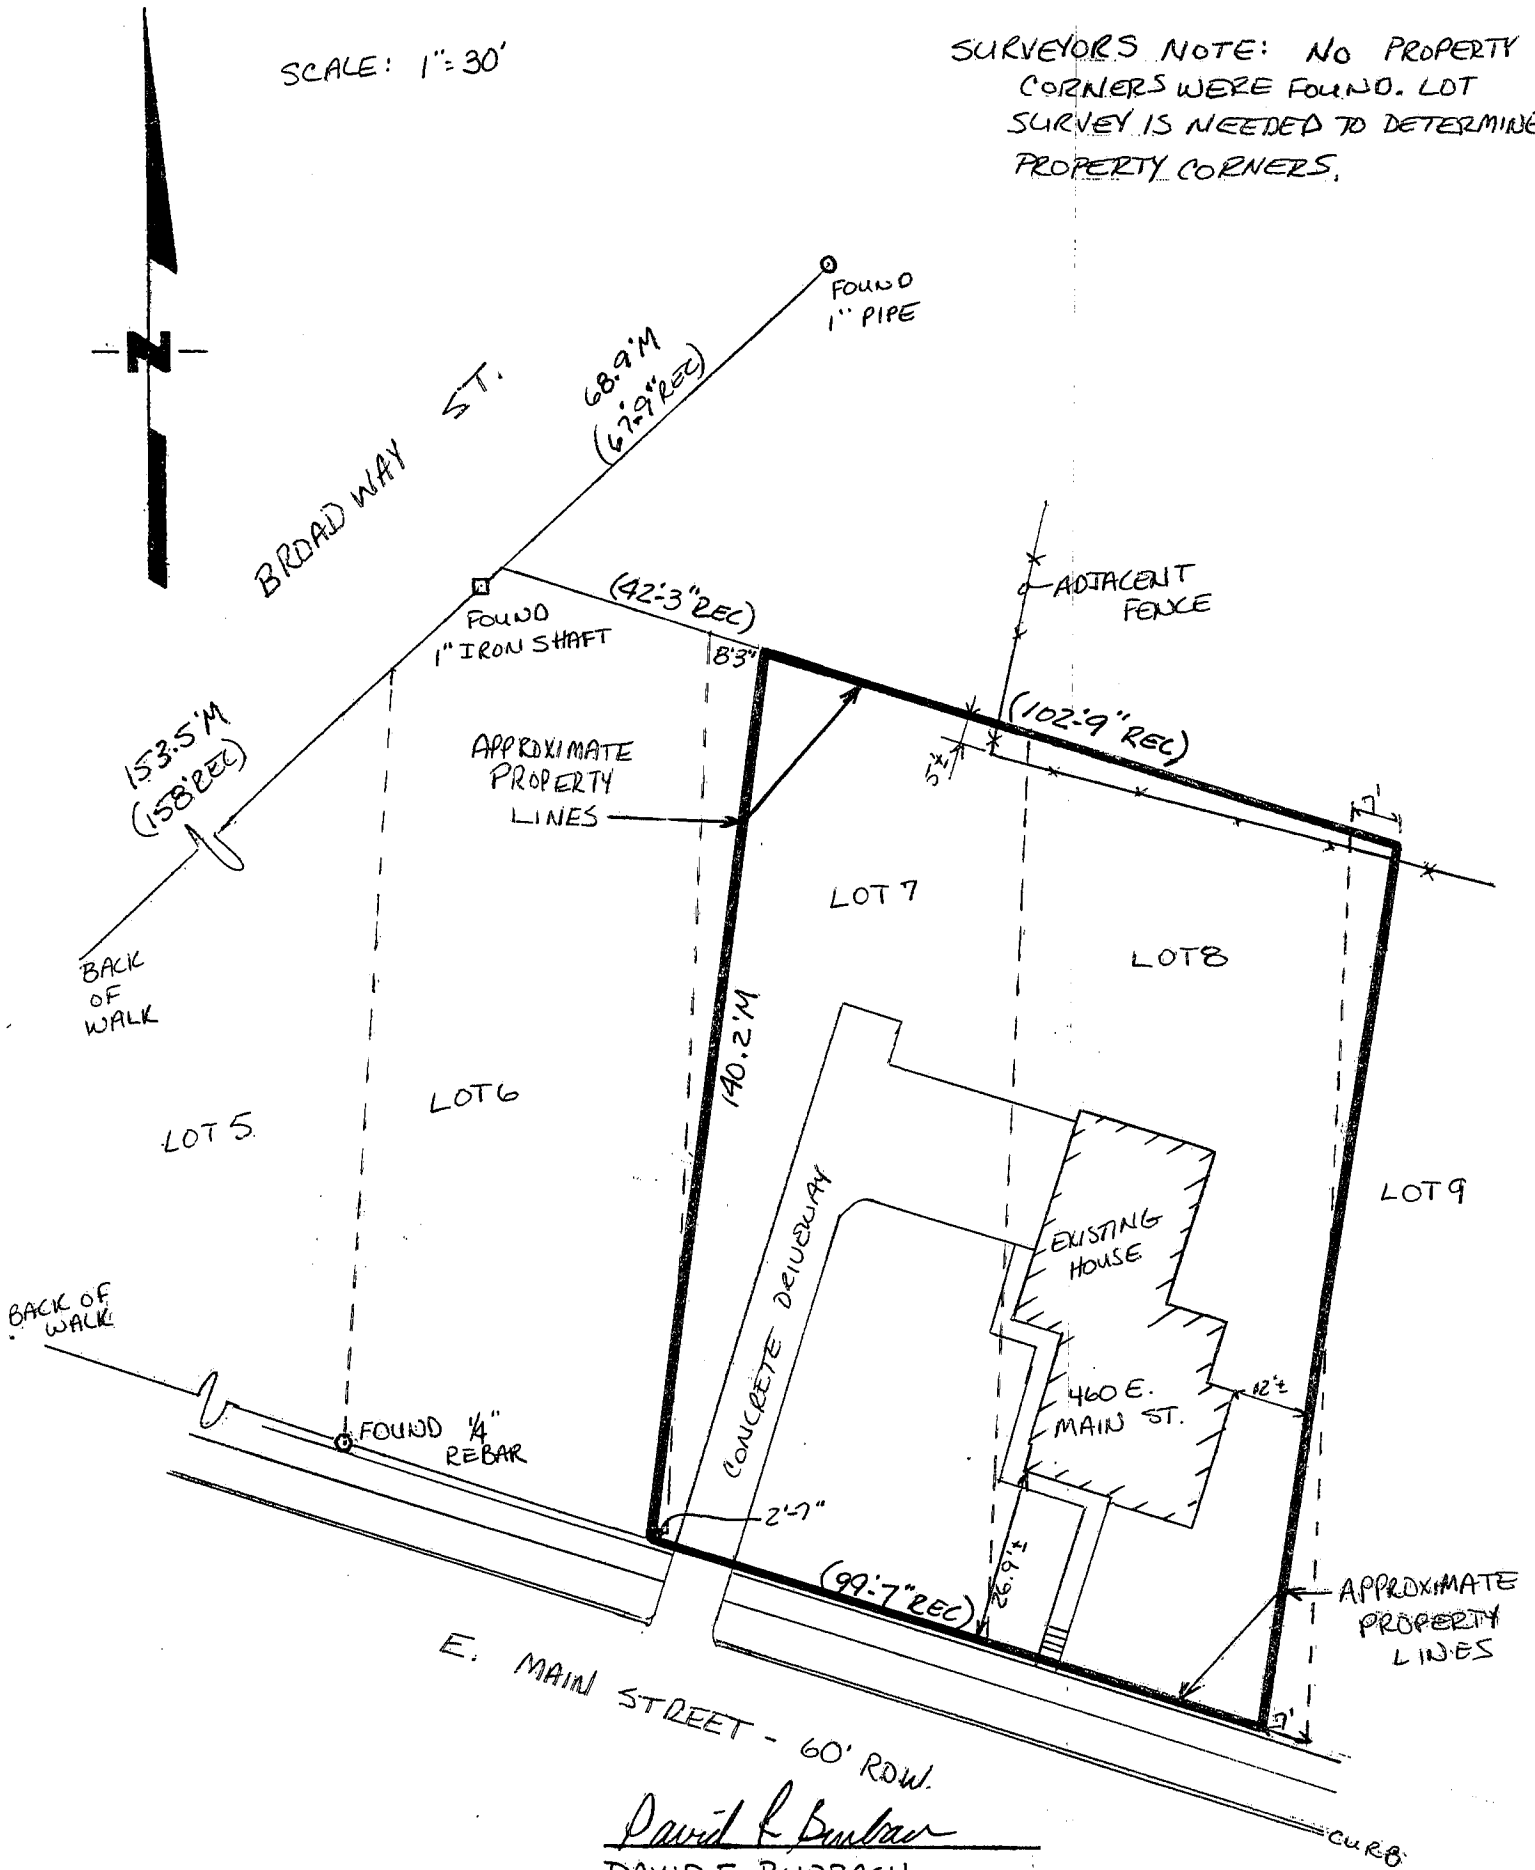 SCALE: 1"=30'
SURVEYORS NOTE: NO PROPERTY
CORNERS WERE FOUND. LOT
SURVEY IS NEEDED TO DETERMINE
PROPERTY CORNERS.
N
FOUND
1" PIPE
68.9'M
(67'-9" REC)
BROADWAY ST.
FOUND
1" IRON SHAFT
(42'-3" REC)
8'3"
ADJACENT
FENCE
153.5'M
(158' REC)
APPROXIMATE
PROPERTY
LINES
5'±
(102'-9" REC)
7'
LOT 7
LOT 8
BACK
OF
WALK
140.2'M
LOT 5
LOT 6
LOT 9
CONCRETE DRIVEWAY
EXISTING
HOUSE
BACK OF
WALK
460 E.
MAIN ST.
12'±
FOUND 1/4"
REBAR
2'-7"
(99'-7" REC)
26.9'±
APPROXIMATE
PROPERTY
LINES
7'
E. MAIN STREET - 60' ROW.
CURB